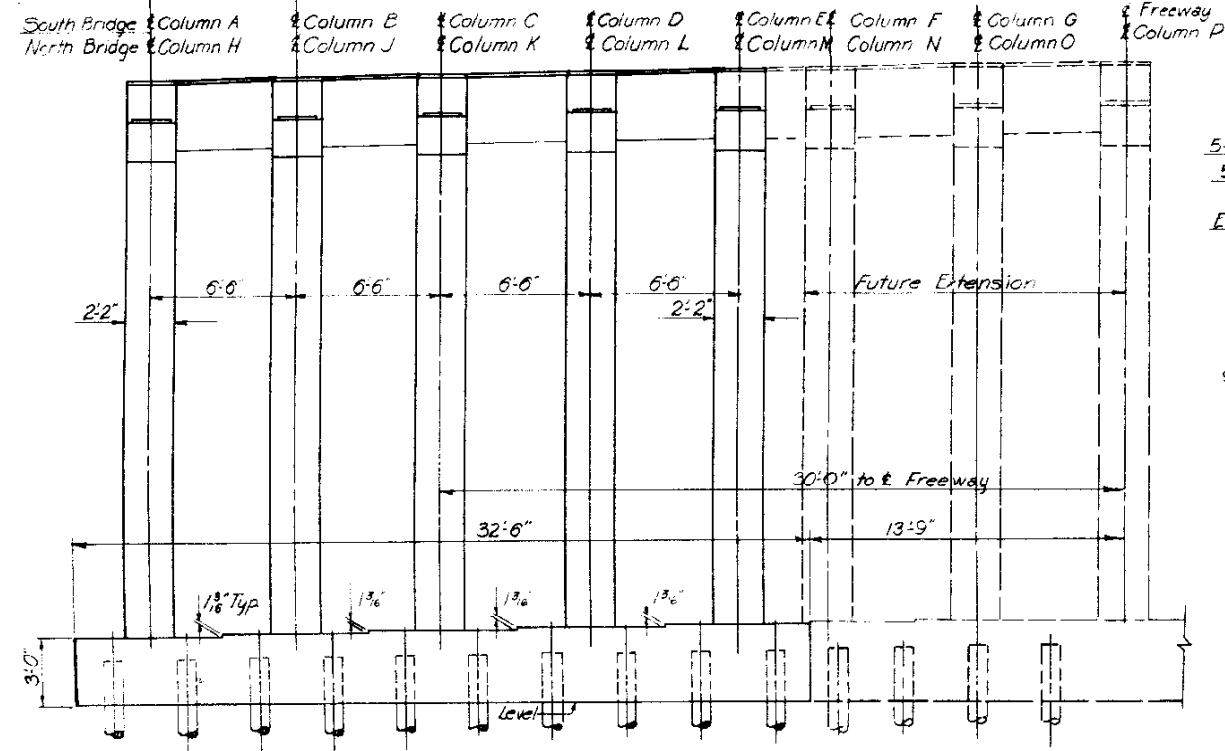 South Bridge ℄ Column A ℄ Column B ℄ Column C ℄ Column D ℄ Column E ℄ Column F ℄ Column G ℄ Freeway
North Bridge ℄ Column H ℄ Column J ℄ Column K ℄ Column L ℄ Column M Column N ℄ Column O ℄ Column P
5-
5
E
6'-6" 6'-6" 6'-6" 6'-6" Future Extension
2'-2" 2'-2"
30'-0" to ℄ Freeway
32'-6" 13'-9"
1 3/16" Typ 1 3/16" 1 3/16" 1 3/16"
3'-0"
Level